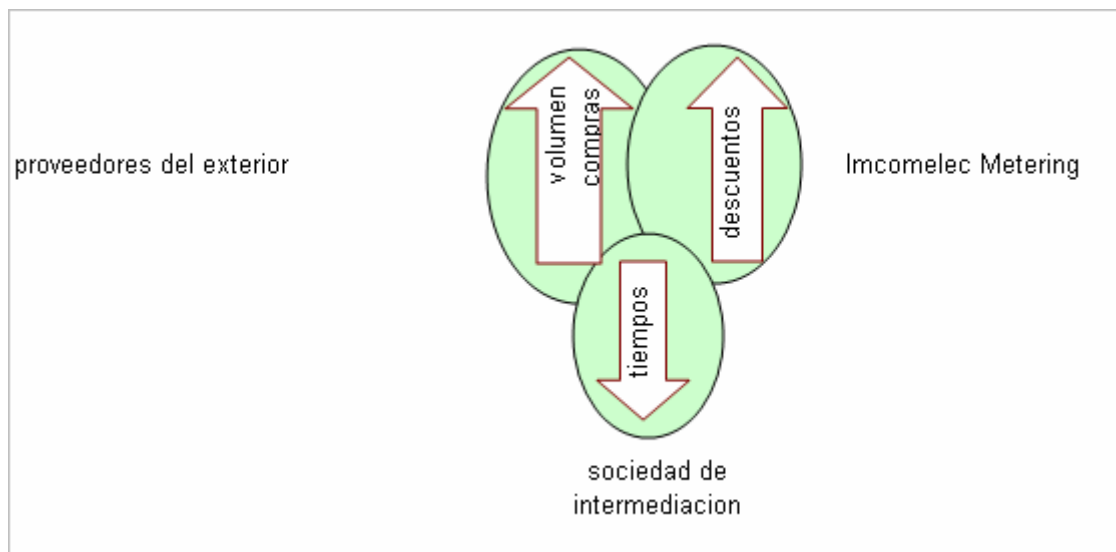 proveedores del exterior
volumen
compras
descuentos
Imcomelec Metering
tiempos
sociedad de
intermediacion